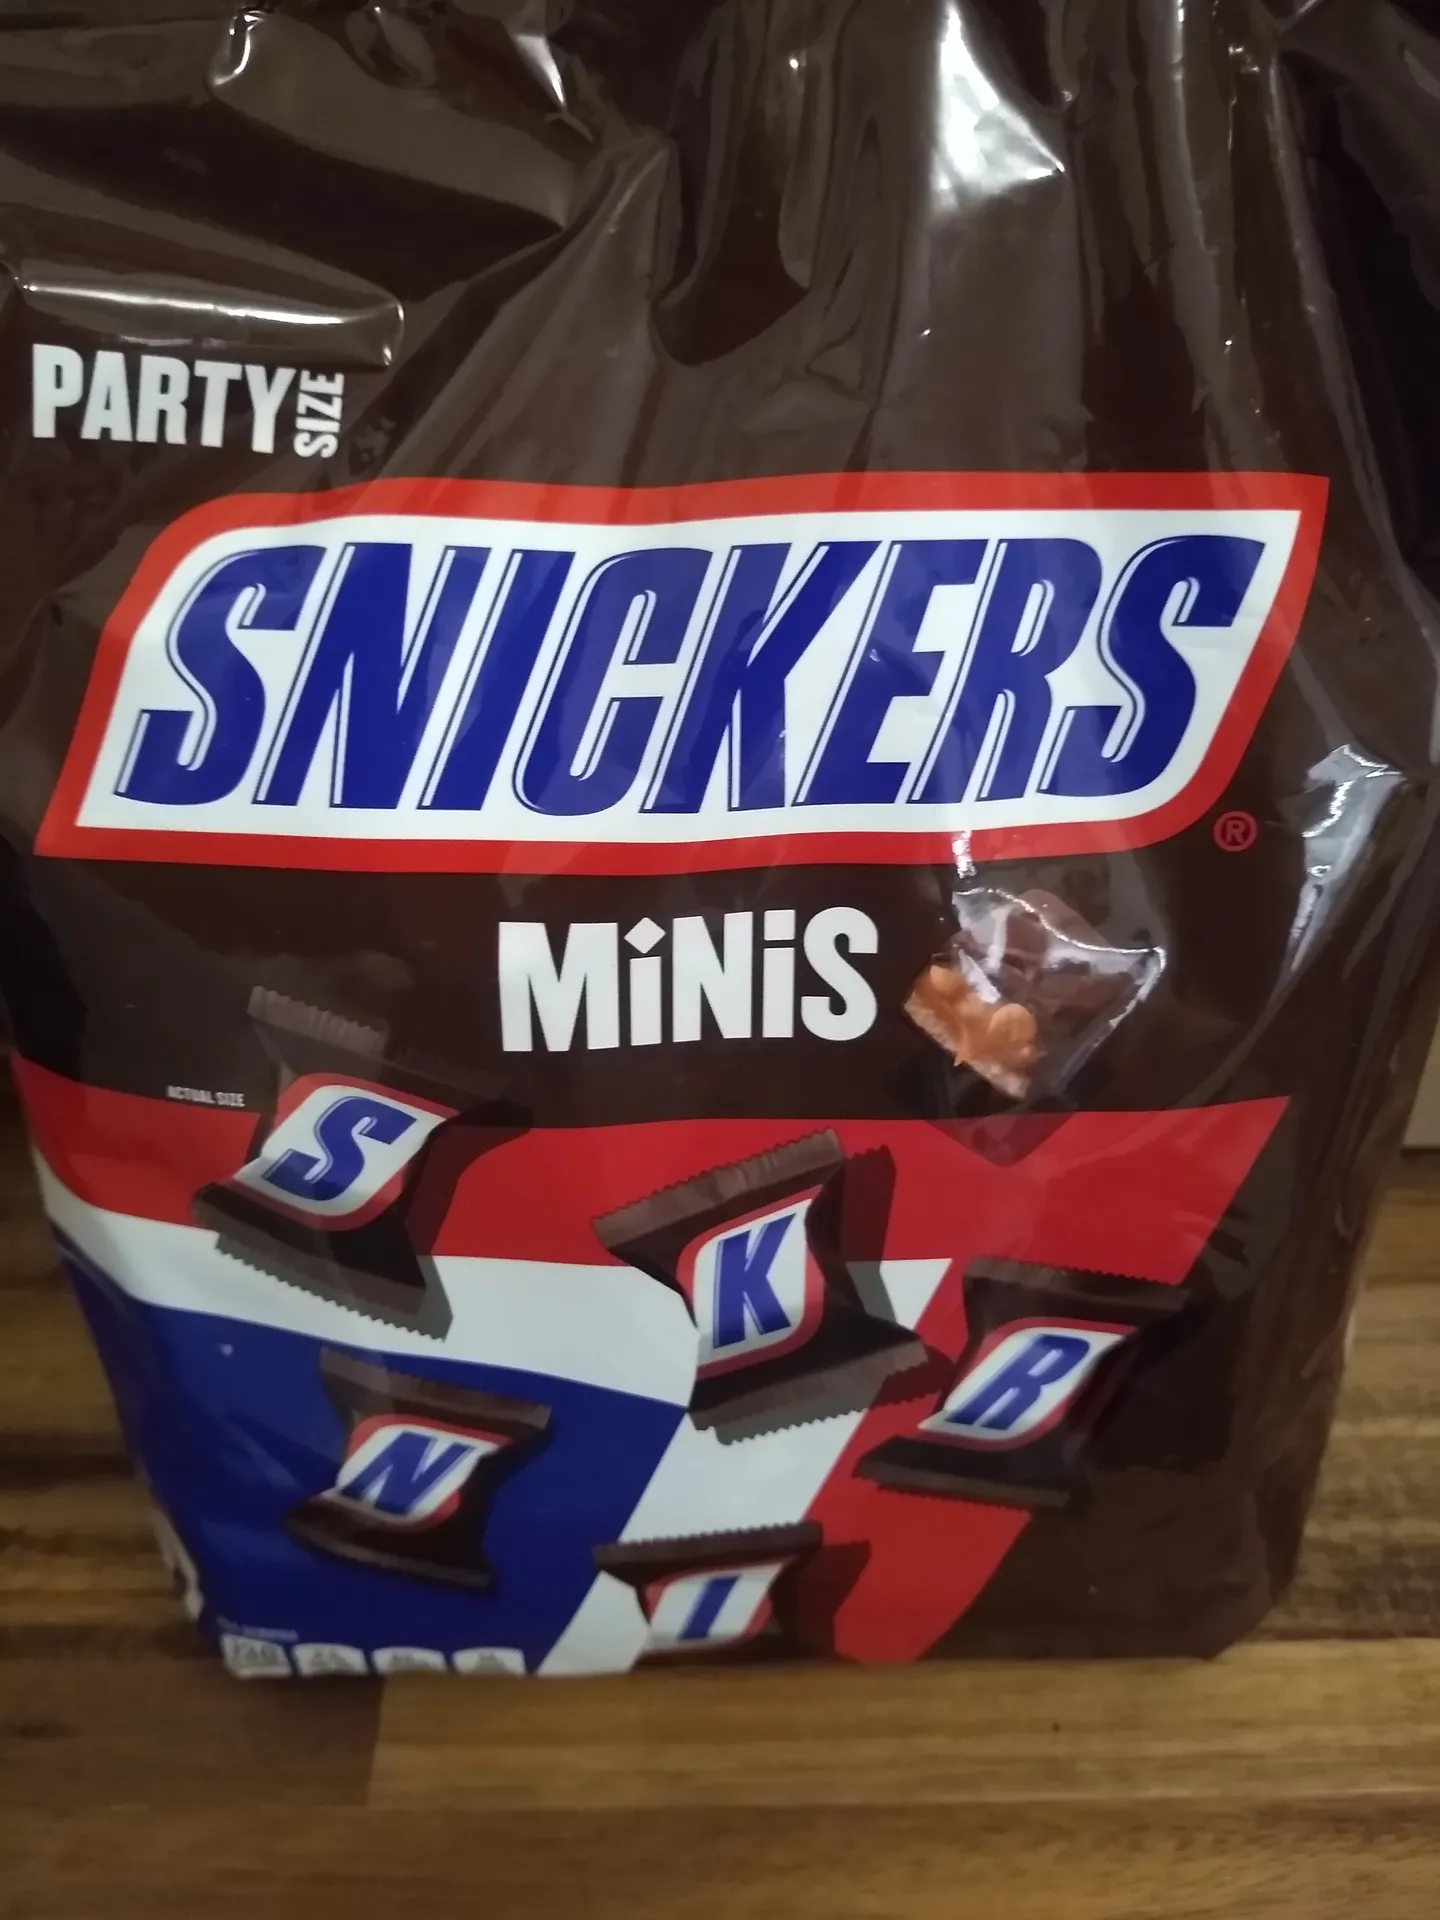 PARTY SIZE
SNICKERS
®
MiNiS
ACTUAL SIZE
S
K
R
N
I